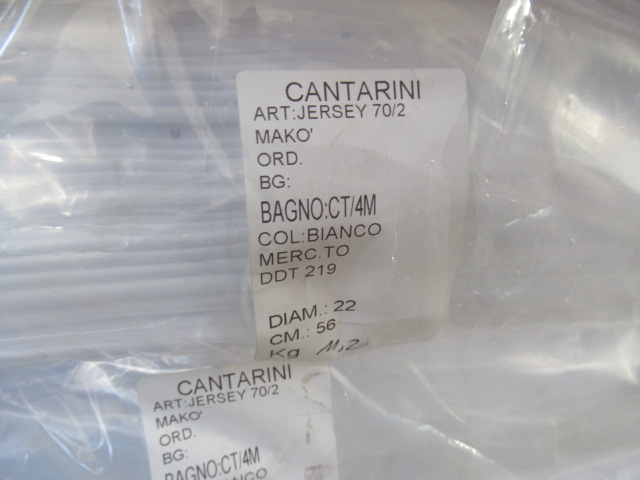 CANTARINI
ART:JERSEY 70/2
MAKO'
ORD.
BG:
BAGNO:CT/4M
COL:BIANCO
MERC.TO
DDT 219
DIAM.: 22
CM.: 56
Kg
CANTARINI
ART:JERSEY 70/2
MAKO'
ORD.
BG:
BAGNO:CT/4M
BIANCO